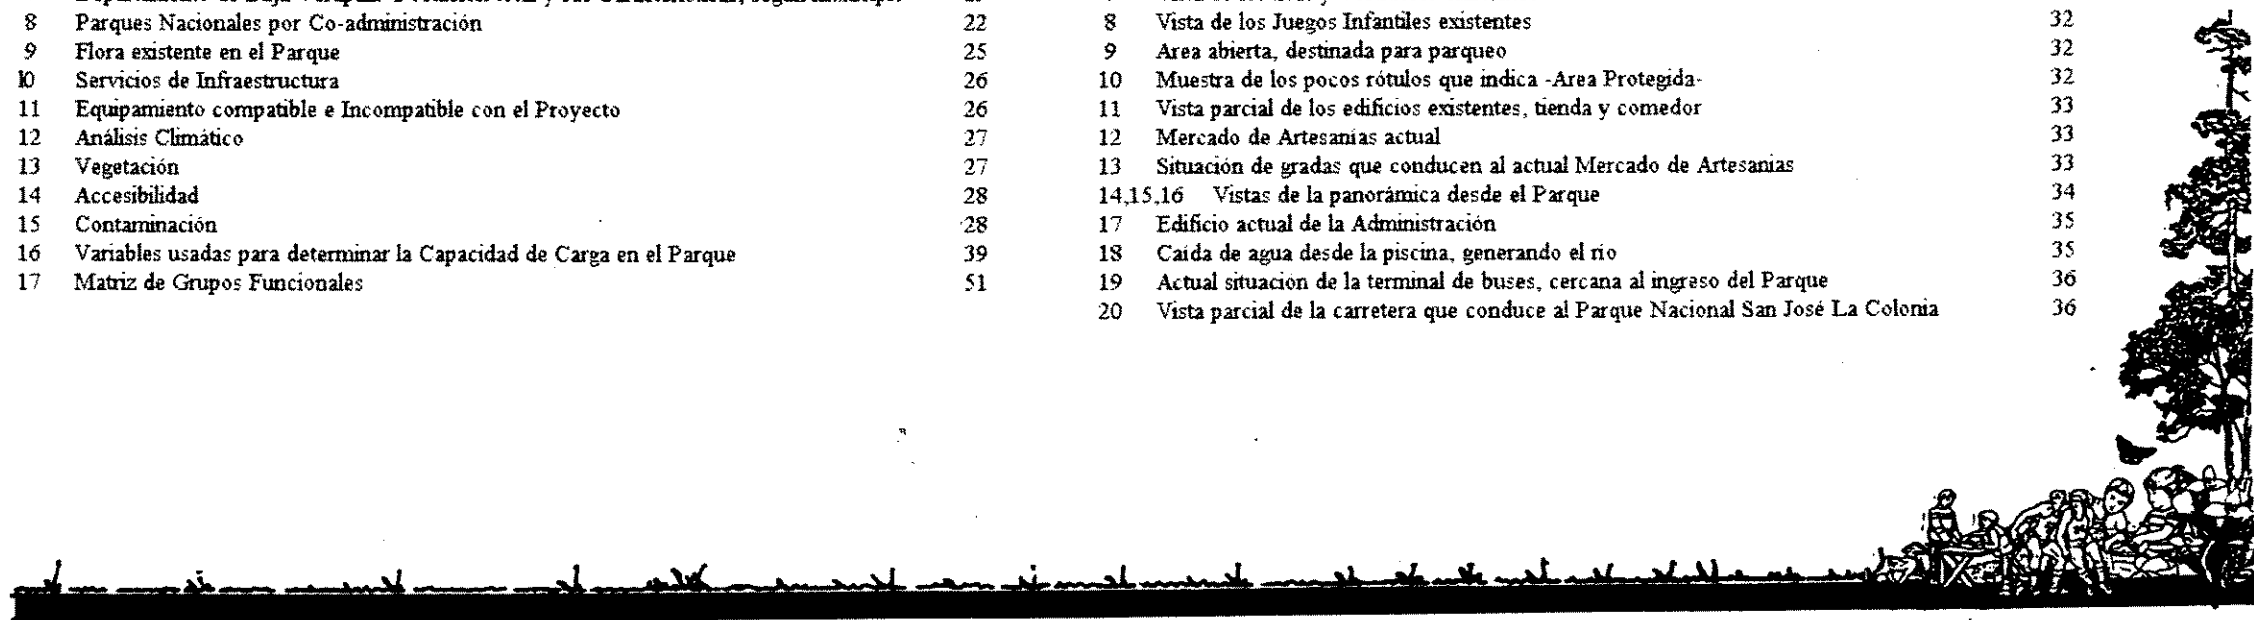 8 Parques Nacionales por Co-administración 22
9 Flora existente en el Parque 25
10 Servicios de Infraestructura 26
11 Equipamiento compatible e Incompatible con el Proyecto 26
12 Análisis Climático 27
13 Vegetación 27
14 Accesibilidad 28
15 Contaminación 28
16 Variables usadas para determinar la Capacidad de Carga en el Parque 39
17 Matriz de Grupos Funcionales 51
8 Vista de los Juegos Infantiles existentes 32
9 Area abierta, destinada para parqueo 32
10 Muestra de los pocos rótulos que indica -Area Protegida- 32
11 Vista parcial de los edificios existentes, tienda y comedor 33
12 Mercado de Artesanías actual 33
13 Situación de gradas que conducen al actual Mercado de Artesanías 33
14,15,16 Vistas de la panorámica desde el Parque 34
17 Edificio actual de la Administración 35
18 Caída de agua desde la piscina, generando el río 35
19 Actual situación de la terminal de buses, cercana al ingreso del Parque 36
20 Vista parcial de la carretera que conduce al Parque Nacional San José La Colonia 36